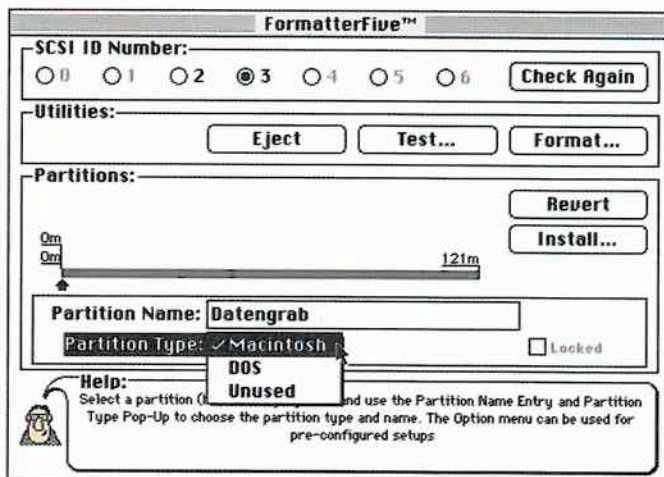 FormatterFive™
SCSI ID Number:
0 1 2 3 4 5 6 Check Again
Utilities:
Eject Test... Format...
Partitions:
Revert
Install...
0m
0m 121m
Partition Name: Datengrab
Partition Type: ✓Macintosh Locked
DOS
Unused
Help:
Select a partition and use the Partition Name Entry and Partition
Type Pop-Up to choose the partition type and name. The Option menu can be used for
pre-configured setups